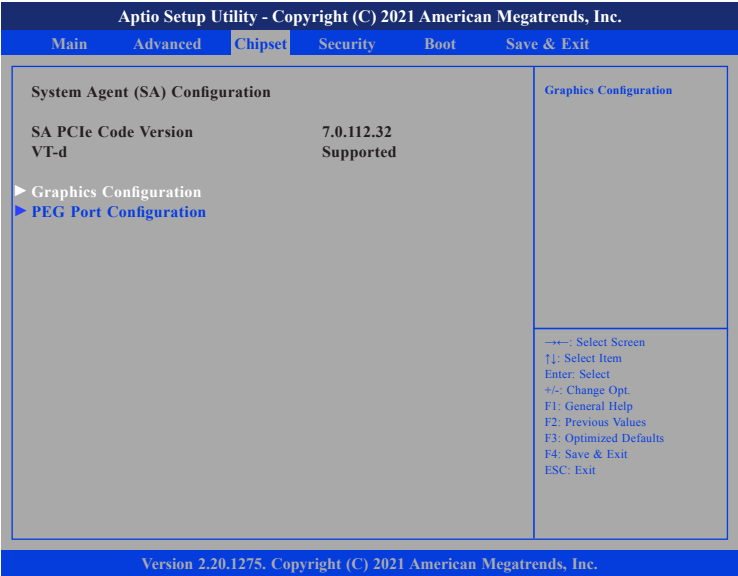 Aptio Setup Utility - Copyright (C) 2021 American Megatrends, Inc.
Main Advanced Chipset Security Boot Save & Exit
System Agent (SA) Configuration
SA PCIe Code Version 7.0.112.32
VT-d Supported
▶ Graphics Configuration
▶ PEG Port Configuration
Graphics Configuration
→←: Select Screen
↑↓: Select Item
Enter: Select
+/-: Change Opt.
F1: General Help
F2: Previous Values
F3: Optimized Defaults
F4: Save & Exit
ESC: Exit
Version 2.20.1275. Copyright (C) 2021 American Megatrends, Inc.